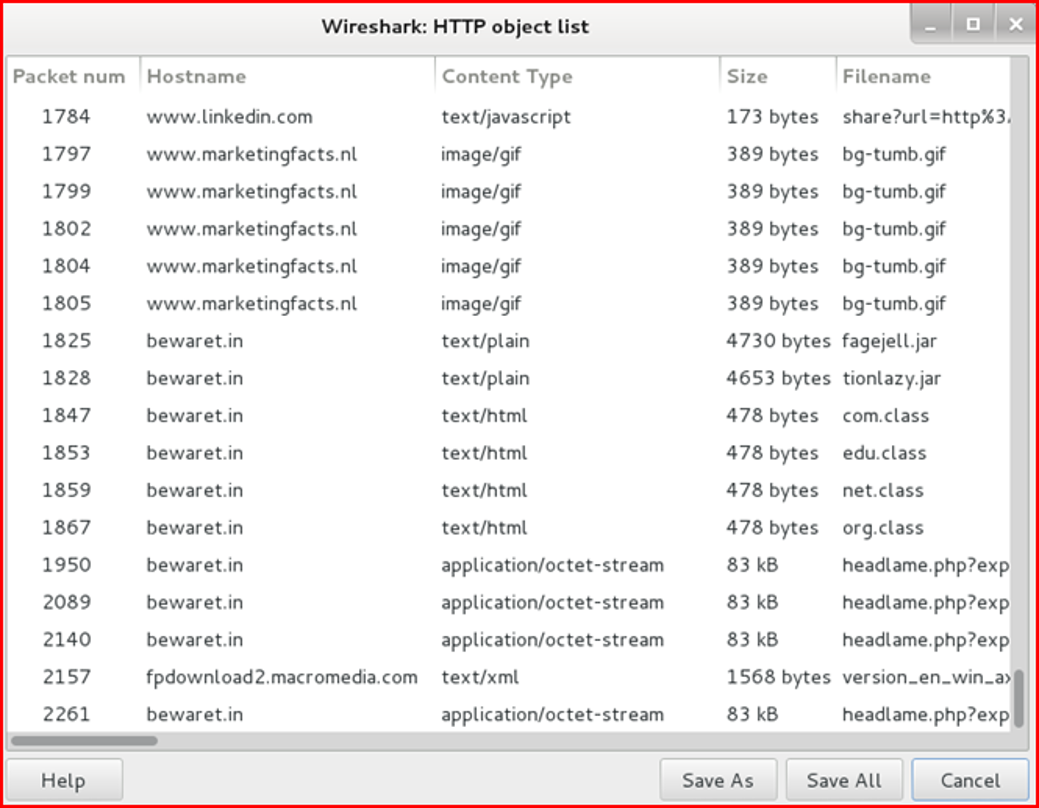 Wireshark: HTTP object list
Packet num Hostname Content Type Size Filename
1784 www.linkedin.com text/javascript 173 bytes share?url=http%3
1797 www.marketingfacts.nl image/gif 389 bytes bg-tumb.gif
1799 www.marketingfacts.nl image/gif 389 bytes bg-tumb.gif
1802 www.marketingfacts.nl image/gif 389 bytes bg-tumb.gif
1804 www.marketingfacts.nl image/gif 389 bytes bg-tumb.gif
1805 www.marketingfacts.nl image/gif 389 bytes bg-tumb.gif
1825 bewaret.in text/plain 4730 bytes fagejell.jar
1828 bewaret.in text/plain 4653 bytes tionlazy.jar
1847 bewaret.in text/html 478 bytes com.class
1853 bewaret.in text/html 478 bytes edu.class
1859 bewaret.in text/html 478 bytes net.class
1867 bewaret.in text/html 478 bytes org.class
1950 bewaret.in application/octet-stream 83 kB headlame.php?exp
2089 bewaret.in application/octet-stream 83 kB headlame.php?exp
2140 bewaret.in application/octet-stream 83 kB headlame.php?exp
2157 fpdownload2.macromedia.com text/xml 1568 bytes version_en_win_ax
2261 bewaret.in application/octet-stream 83 kB headlame.php?exp
Help Save As Save All Cancel